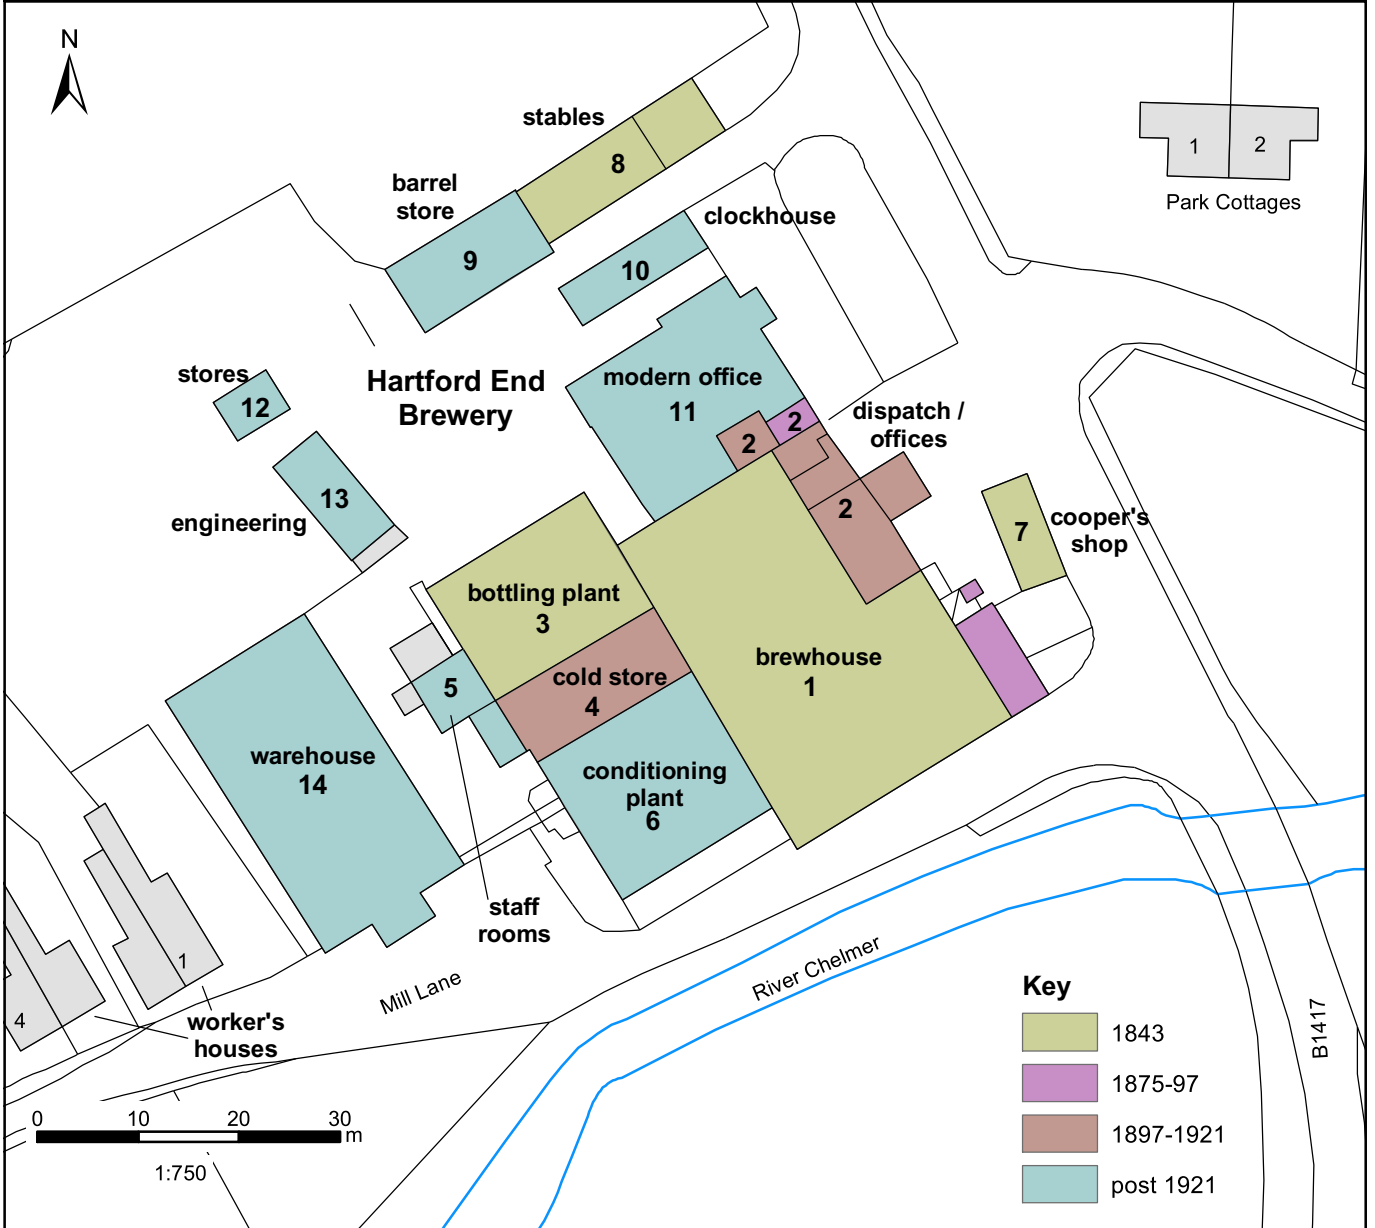 N
stables
8
barrel
store
9
clockhouse
10
1
2
Park Cottages
stores
12
Hartford End
Brewery
modern office
11
2
2
dispatch /
offices
2
engineering
13
7
cooper's
shop
bottling plant
3
brewhouse
1
cold store
4
5
warehouse
14
conditioning
plant
6
staff
rooms
1
4
worker's
houses
Mill Lane
River Chelmer
B1417
Key
1843
1875-97
1897-1921
post 1921
0 10 20 30
m
1:750